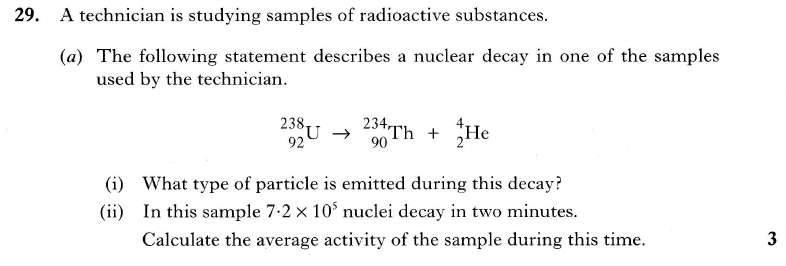 29. A technician is studying samples of radioactive substances.
(a) The following statement describes a nuclear decay in one of the samples
used by the technician.
²³⁸₉₂U → ²³⁴₉₀Th + ⁴₂He
(i) What type of particle is emitted during this decay?
(ii) In this sample 7·2 × 10⁵ nuclei decay in two minutes.
Calculate the average activity of the sample during this time. 3